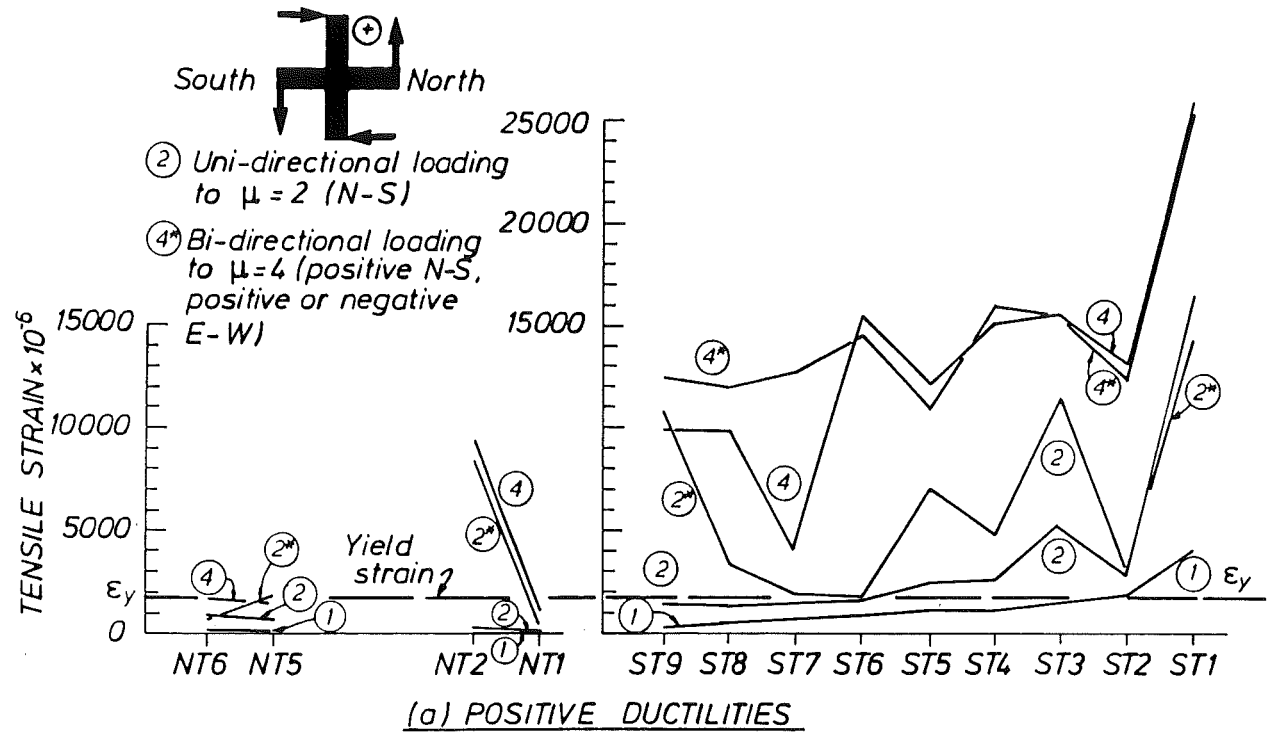 +
South
North
2 Uni-directional loading
to μ = 2 (N-S)
4* Bi-directional loading
to μ = 4 (positive N-S,
positive or negative
E-W)
TENSILE STRAIN × 10⁻⁶
15000
10000
5000
εy
0
25000
20000
15000
Yield
strain
4
2*
2
1
4
2*
2
1
4*
4
2*
2
1
4
4*
2*
2
2
1
εy
NT6 NT5 NT2 NT1 ST9 ST8 ST7 ST6 ST5 ST4 ST3 ST2 ST1
(a) POSITIVE DUCTILITIES